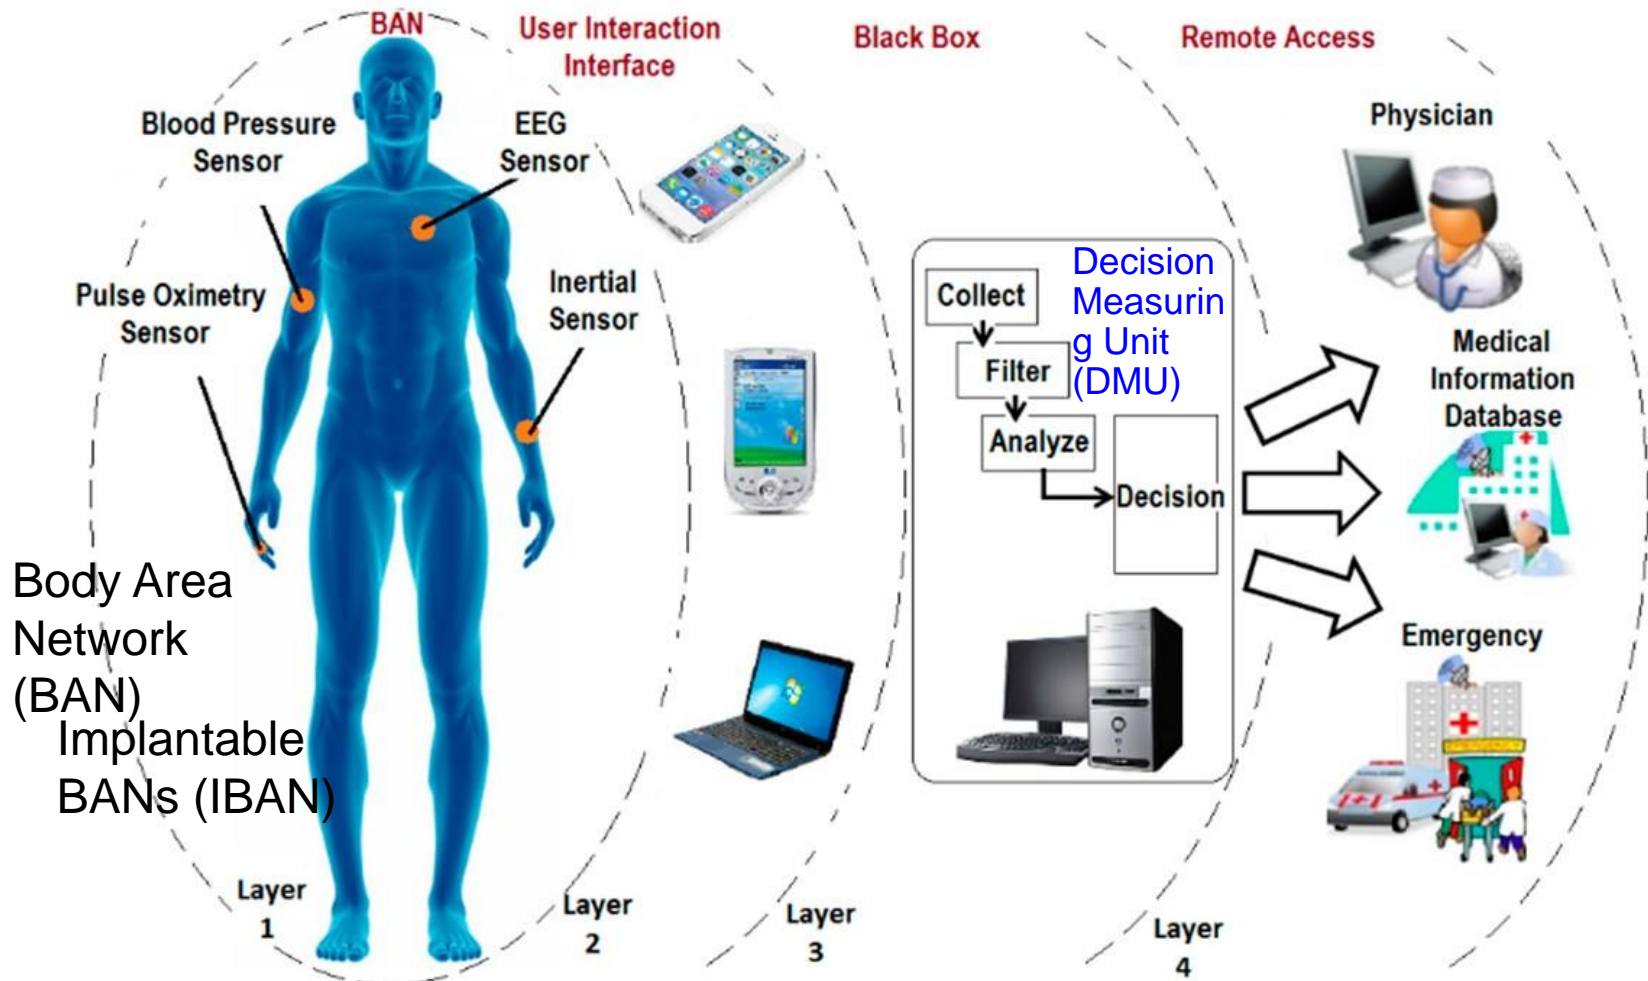 BAN
User Interaction
Interface
Black Box
Remote Access
Blood Pressure
Sensor
EEG
Sensor
Pulse Oximetry
Sensor
Inertial
Sensor
Body Area
Network
(BAN)
Implantable
BANs (IBAN)
Collect
Filter
Analyze
Decision
Decision
Measurin
g Unit
(DMU)
Physician
Medical
Information
Database
Emergency
Layer
1
Layer
2
Layer
3
Layer
4